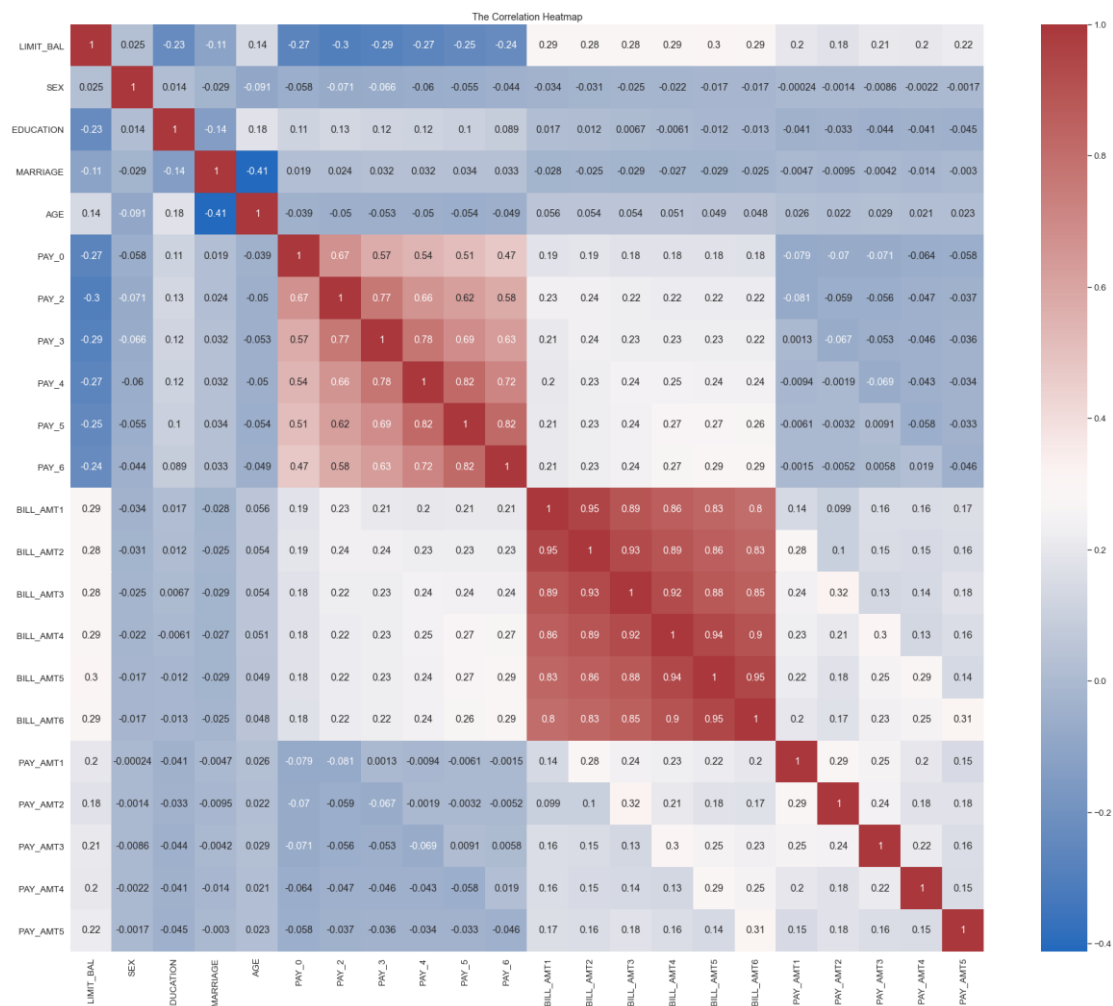 The Correlation Heatmap
LIMIT_BAL 1 0.025 -0.23 -0.11 0.14 -0.27 -0.3 -0.29 -0.27 -0.25 -0.24 0.29 0.28 0.28 0.29 0.3 0.29 0.2 0.18 0.21 0.2 0.22
SEX 0.025 1 0.014 -0.029 -0.091 -0.058 -0.071 -0.066 -0.06 -0.055 -0.044 -0.034 -0.031 -0.025 -0.022 -0.017 -0.017 -0.00024 -0.0014 -0.0086 -0.0022 -0.0017
EDUCATION -0.23 0.014 1 -0.14 0.18 0.11 0.13 0.12 0.12 0.1 0.089 0.017 0.012 0.0067 -0.0061 -0.012 -0.013 -0.041 -0.033 -0.044 -0.041 -0.045
MARRIAGE -0.11 -0.029 -0.14 1 -0.41 0.019 0.024 0.032 0.032 0.034 0.033 -0.028 -0.025 -0.029 -0.027 -0.029 -0.025 -0.0047 -0.0095 -0.0042 -0.014 -0.003
AGE 0.14 -0.091 0.18 -0.41 1 -0.039 -0.05 -0.053 -0.05 -0.054 -0.049 0.056 0.054 0.054 0.051 0.049 0.048 0.026 0.022 0.029 0.021 0.023
PAY_0 -0.27 -0.058 0.11 0.019 -0.039 1 0.67 0.57 0.54 0.51 0.47 0.19 0.19 0.18 0.18 0.18 0.18 -0.079 -0.07 -0.071 -0.064 -0.058
PAY_2 -0.3 -0.071 0.13 0.024 -0.05 0.67 1 0.77 0.66 0.62 0.58 0.23 0.24 0.22 0.22 0.22 0.22 -0.081 -0.059 -0.056 -0.047 -0.037
PAY_3 -0.29 -0.066 0.12 0.032 -0.053 0.57 0.77 1 0.78 0.69 0.63 0.21 0.24 0.23 0.23 0.23 0.22 0.0013 -0.067 -0.053 -0.046 -0.036
PAY_4 -0.27 -0.06 0.12 0.032 -0.05 0.54 0.66 0.78 1 0.82 0.72 0.2 0.23 0.24 0.25 0.24 0.24 -0.0094 -0.0019 -0.069 -0.043 -0.034
PAY_5 -0.25 -0.055 0.1 0.034 -0.054 0.51 0.62 0.69 0.82 1 0.82 0.21 0.23 0.24 0.27 0.27 0.26 -0.0061 -0.0032 0.0091 -0.058 -0.033
PAY_6 -0.24 -0.044 0.089 0.033 -0.049 0.47 0.58 0.63 0.72 0.82 1 0.21 0.23 0.24 0.27 0.29 0.29 -0.0015 -0.0052 0.0058 0.019 -0.046
BILL_AMT1 0.29 -0.034 0.017 -0.028 0.056 0.19 0.23 0.21 0.2 0.21 0.21 1 0.95 0.89 0.86 0.83 0.8 0.14 0.099 0.16 0.16 0.17
BILL_AMT2 0.28 -0.031 0.012 -0.025 0.054 0.19 0.24 0.24 0.23 0.23 0.23 0.95 1 0.93 0.89 0.86 0.83 0.28 0.1 0.15 0.15 0.16
BILL_AMT3 0.28 -0.025 0.0067 -0.029 0.054 0.18 0.22 0.23 0.24 0.24 0.24 0.89 0.93 1 0.92 0.88 0.85 0.24 0.32 0.13 0.14 0.18
BILL_AMT4 0.29 -0.022 -0.0061 -0.027 0.051 0.18 0.22 0.23 0.25 0.27 0.27 0.86 0.89 0.92 1 0.94 0.9 0.23 0.21 0.3 0.13 0.16
BILL_AMT5 0.3 -0.017 -0.012 -0.029 0.049 0.18 0.22 0.23 0.24 0.27 0.29 0.83 0.86 0.88 0.94 1 0.95 0.22 0.18 0.25 0.29 0.14
BILL_AMT6 0.29 -0.017 -0.013 -0.025 0.048 0.18 0.22 0.22 0.24 0.26 0.29 0.8 0.83 0.85 0.9 0.95 1 0.2 0.17 0.23 0.25 0.31
PAY_AMT1 0.2 -0.00024 -0.041 -0.0047 0.026 -0.079 -0.081 0.0013 -0.0094 -0.0061 -0.0015 0.14 0.28 0.24 0.23 0.22 0.2 1 0.29 0.25 0.2 0.15
PAY_AMT2 0.18 -0.0014 -0.033 -0.0095 0.022 -0.07 -0.059 -0.067 -0.0019 -0.0032 -0.0052 0.099 0.1 0.32 0.21 0.18 0.17 0.29 1 0.24 0.18 0.18
PAY_AMT3 0.21 -0.0086 -0.044 -0.0042 0.029 -0.071 -0.056 -0.053 -0.069 0.0091 0.0058 0.16 0.15 0.13 0.3 0.25 0.23 0.25 0.24 1 0.22 0.16
PAY_AMT4 0.2 -0.0022 -0.041 -0.014 0.021 -0.064 -0.047 -0.046 -0.043 -0.058 0.019 0.16 0.15 0.14 0.13 0.29 0.25 0.2 0.18 0.22 1 0.15
PAY_AMT5 0.22 -0.0017 -0.045 -0.003 0.023 -0.058 -0.037 -0.036 -0.034 -0.033 -0.046 0.17 0.16 0.18 0.16 0.14 0.31 0.15 0.18 0.16 0.15 1
LIMIT_BAL SEX DUCATION MARRIAGE AGE PAY_0 PAY_2 PAY_3 PAY_4 PAY_5 PAY_6 BILL_AMT1 BILL_AMT2 BILL_AMT3 BILL_AMT4 BILL_AMT5 BILL_AMT6 PAY_AMT1 PAY_AMT2 PAY_AMT3 PAY_AMT4 PAY_AMT5
1.0
0.8
0.6
0.4
0.2
0.0
-0.2
-0.4